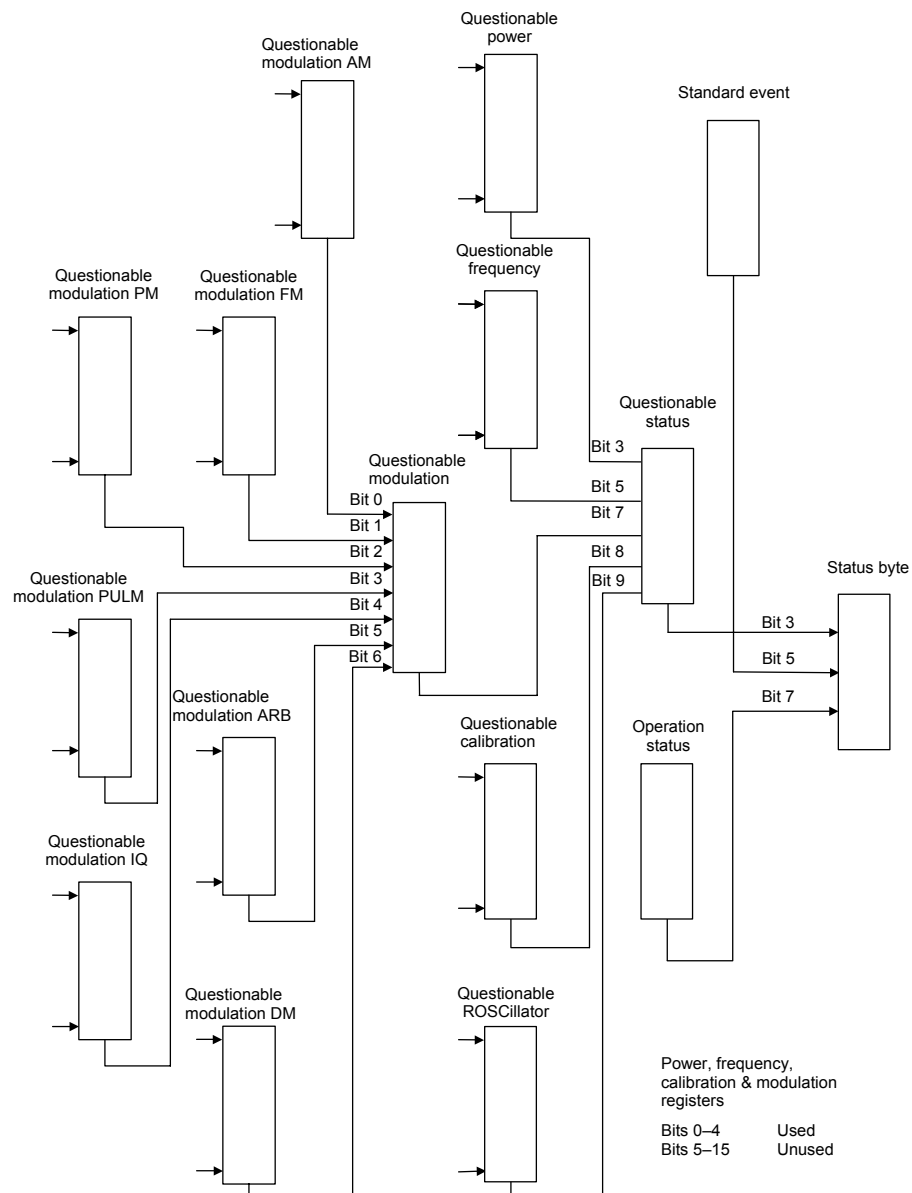 Questionable
power
Questionable
modulation AM
Standard event
Questionable
frequency
Questionable
modulation PM
Questionable
modulation FM
Questionable
status
Bit 3
Questionable
modulation
Bit 5
Bit 0
Bit 7
Bit 1
Bit 2
Bit 8
Bit 3
Bit 9
Questionable
modulation PULM
Status byte
Bit 4
Bit 5
Bit 3
Bit 6
Bit 5
Questionable
modulation ARB
Bit 7
Questionable
calibration
Operation
status
Questionable
modulation IQ
Questionable
modulation DM
Questionable
ROSCillator
Power, frequency,
calibration & modulation
registers
Bits 0–4 Used
Bits 5–15 Unused